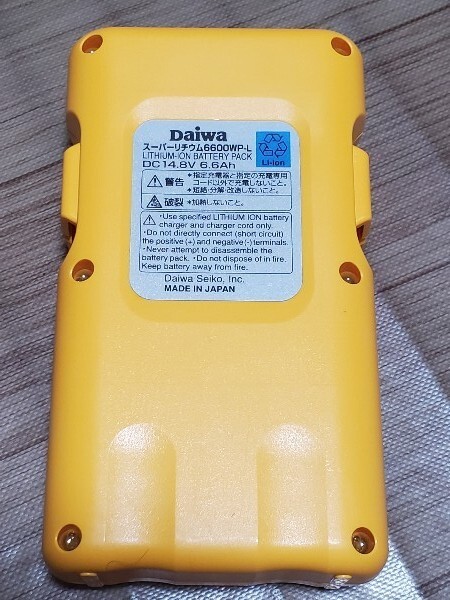 Daiwa
スーパーリチウム6600WP-L
LITHIUM-ION BATTERY PACK
DC14.8V 6.6Ah
Li-ion
警告
*指定充電器と指定の充電専用
コード以外で充電しないこと。
*短絡・分解・改造しないこと。
破裂
*加熱しないこと。
・Use specified LITHIUM ION battery
charger and charger cord only.
・Do not directly connect (short circuit)
the positive(+) and negative(-)terminals.
・Never attempt to disassemble the
battery pack. ・Do not dispose of in fire.
Keep battery away from fire.
Daiwa Seiko, Inc.
MADE IN JAPAN